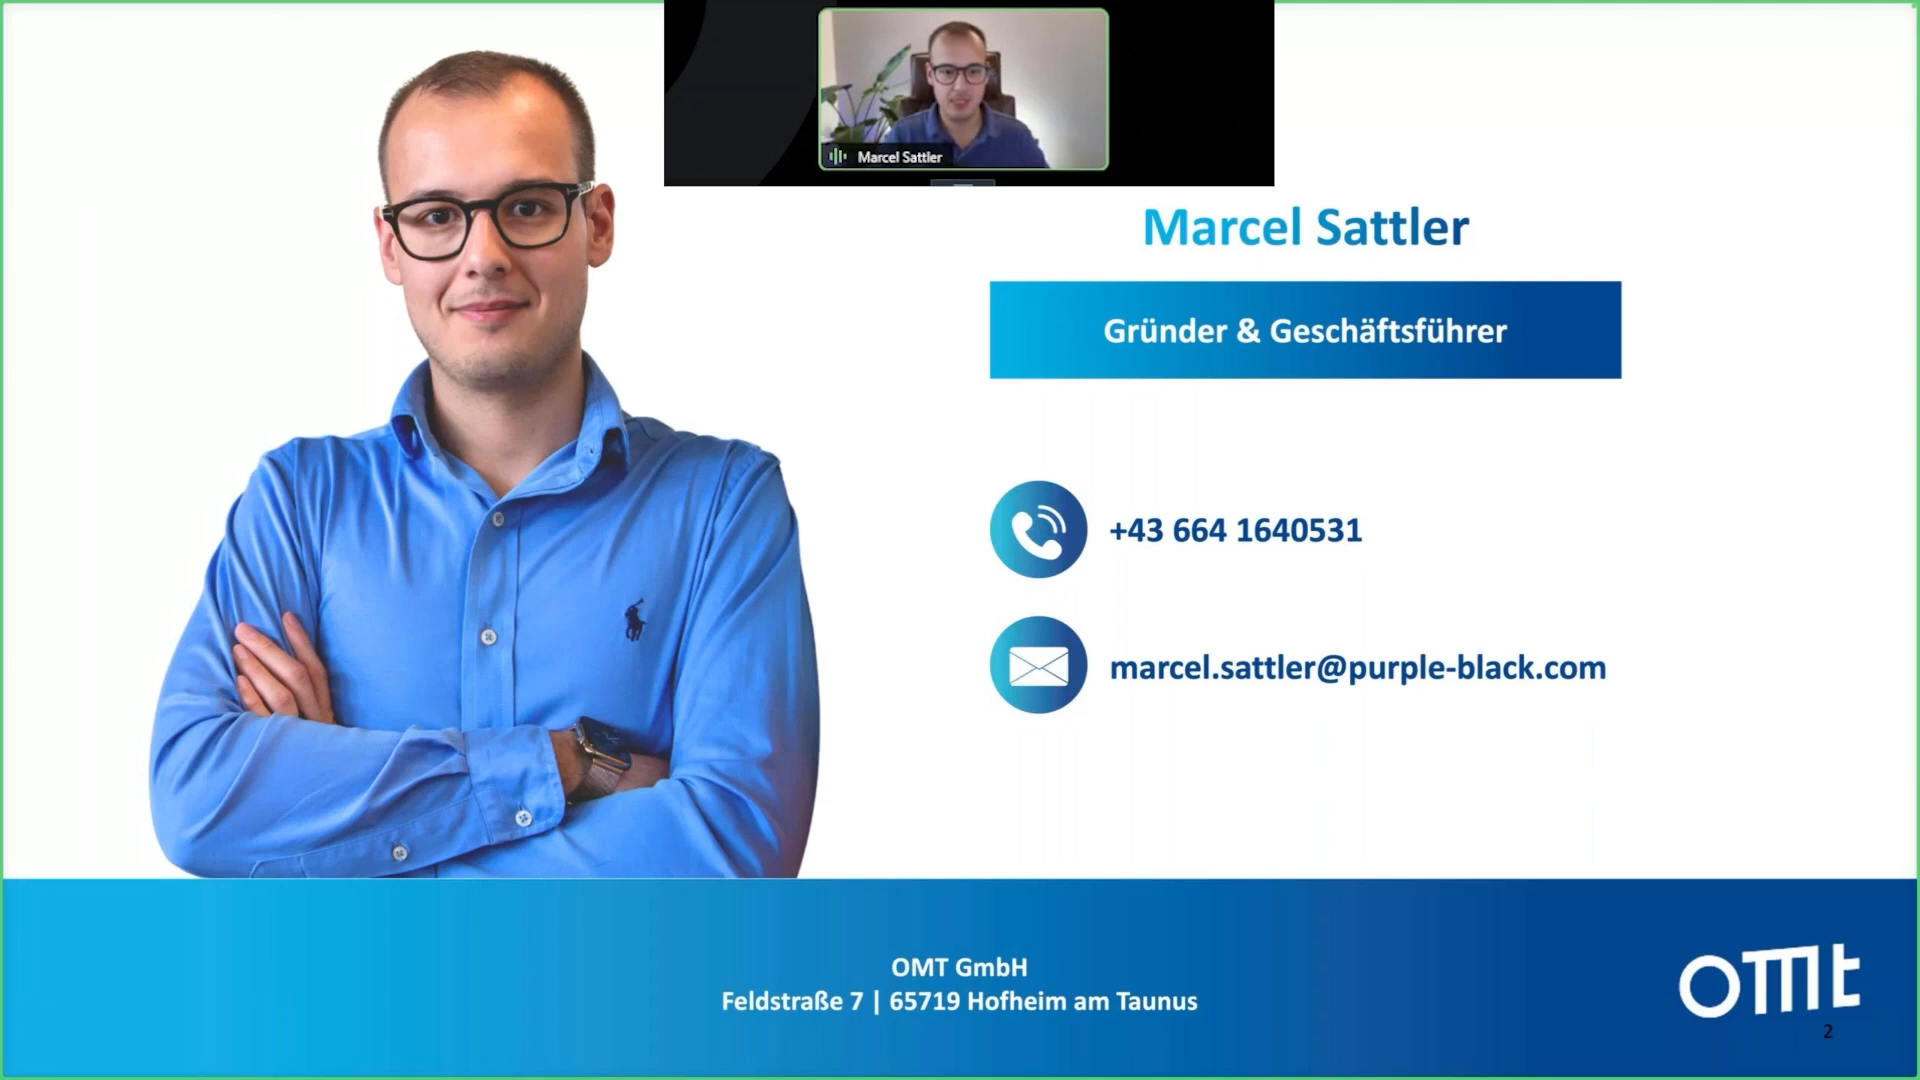 Marcel Sattler
Marcel Sattler
Gründer & Geschäftsführer
+43 664 1640531
marcel.sattler@purple-black.com
OMT GmbH
Feldstraße 7 | 65719 Hofheim am Taunus
omt
2